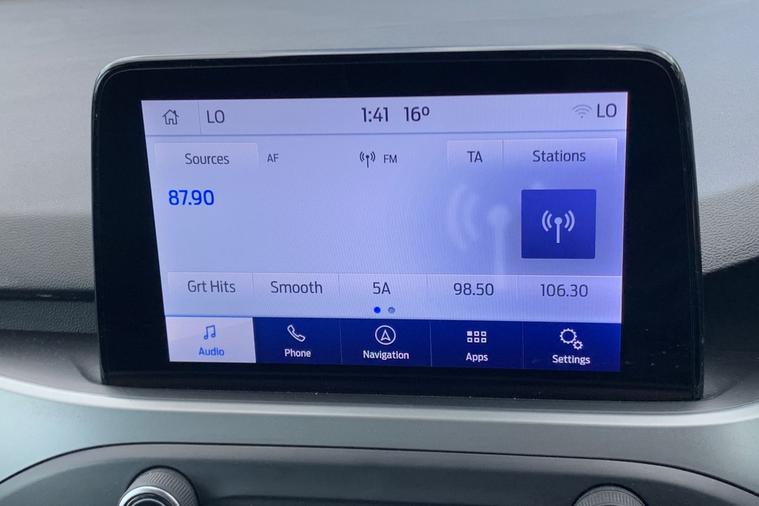 LO 1:41 16º LO
Sources AF FM TA Stations
87.90
Grt Hits Smooth 5A 98.50 106.30
Audio Phone Navigation Apps Settings